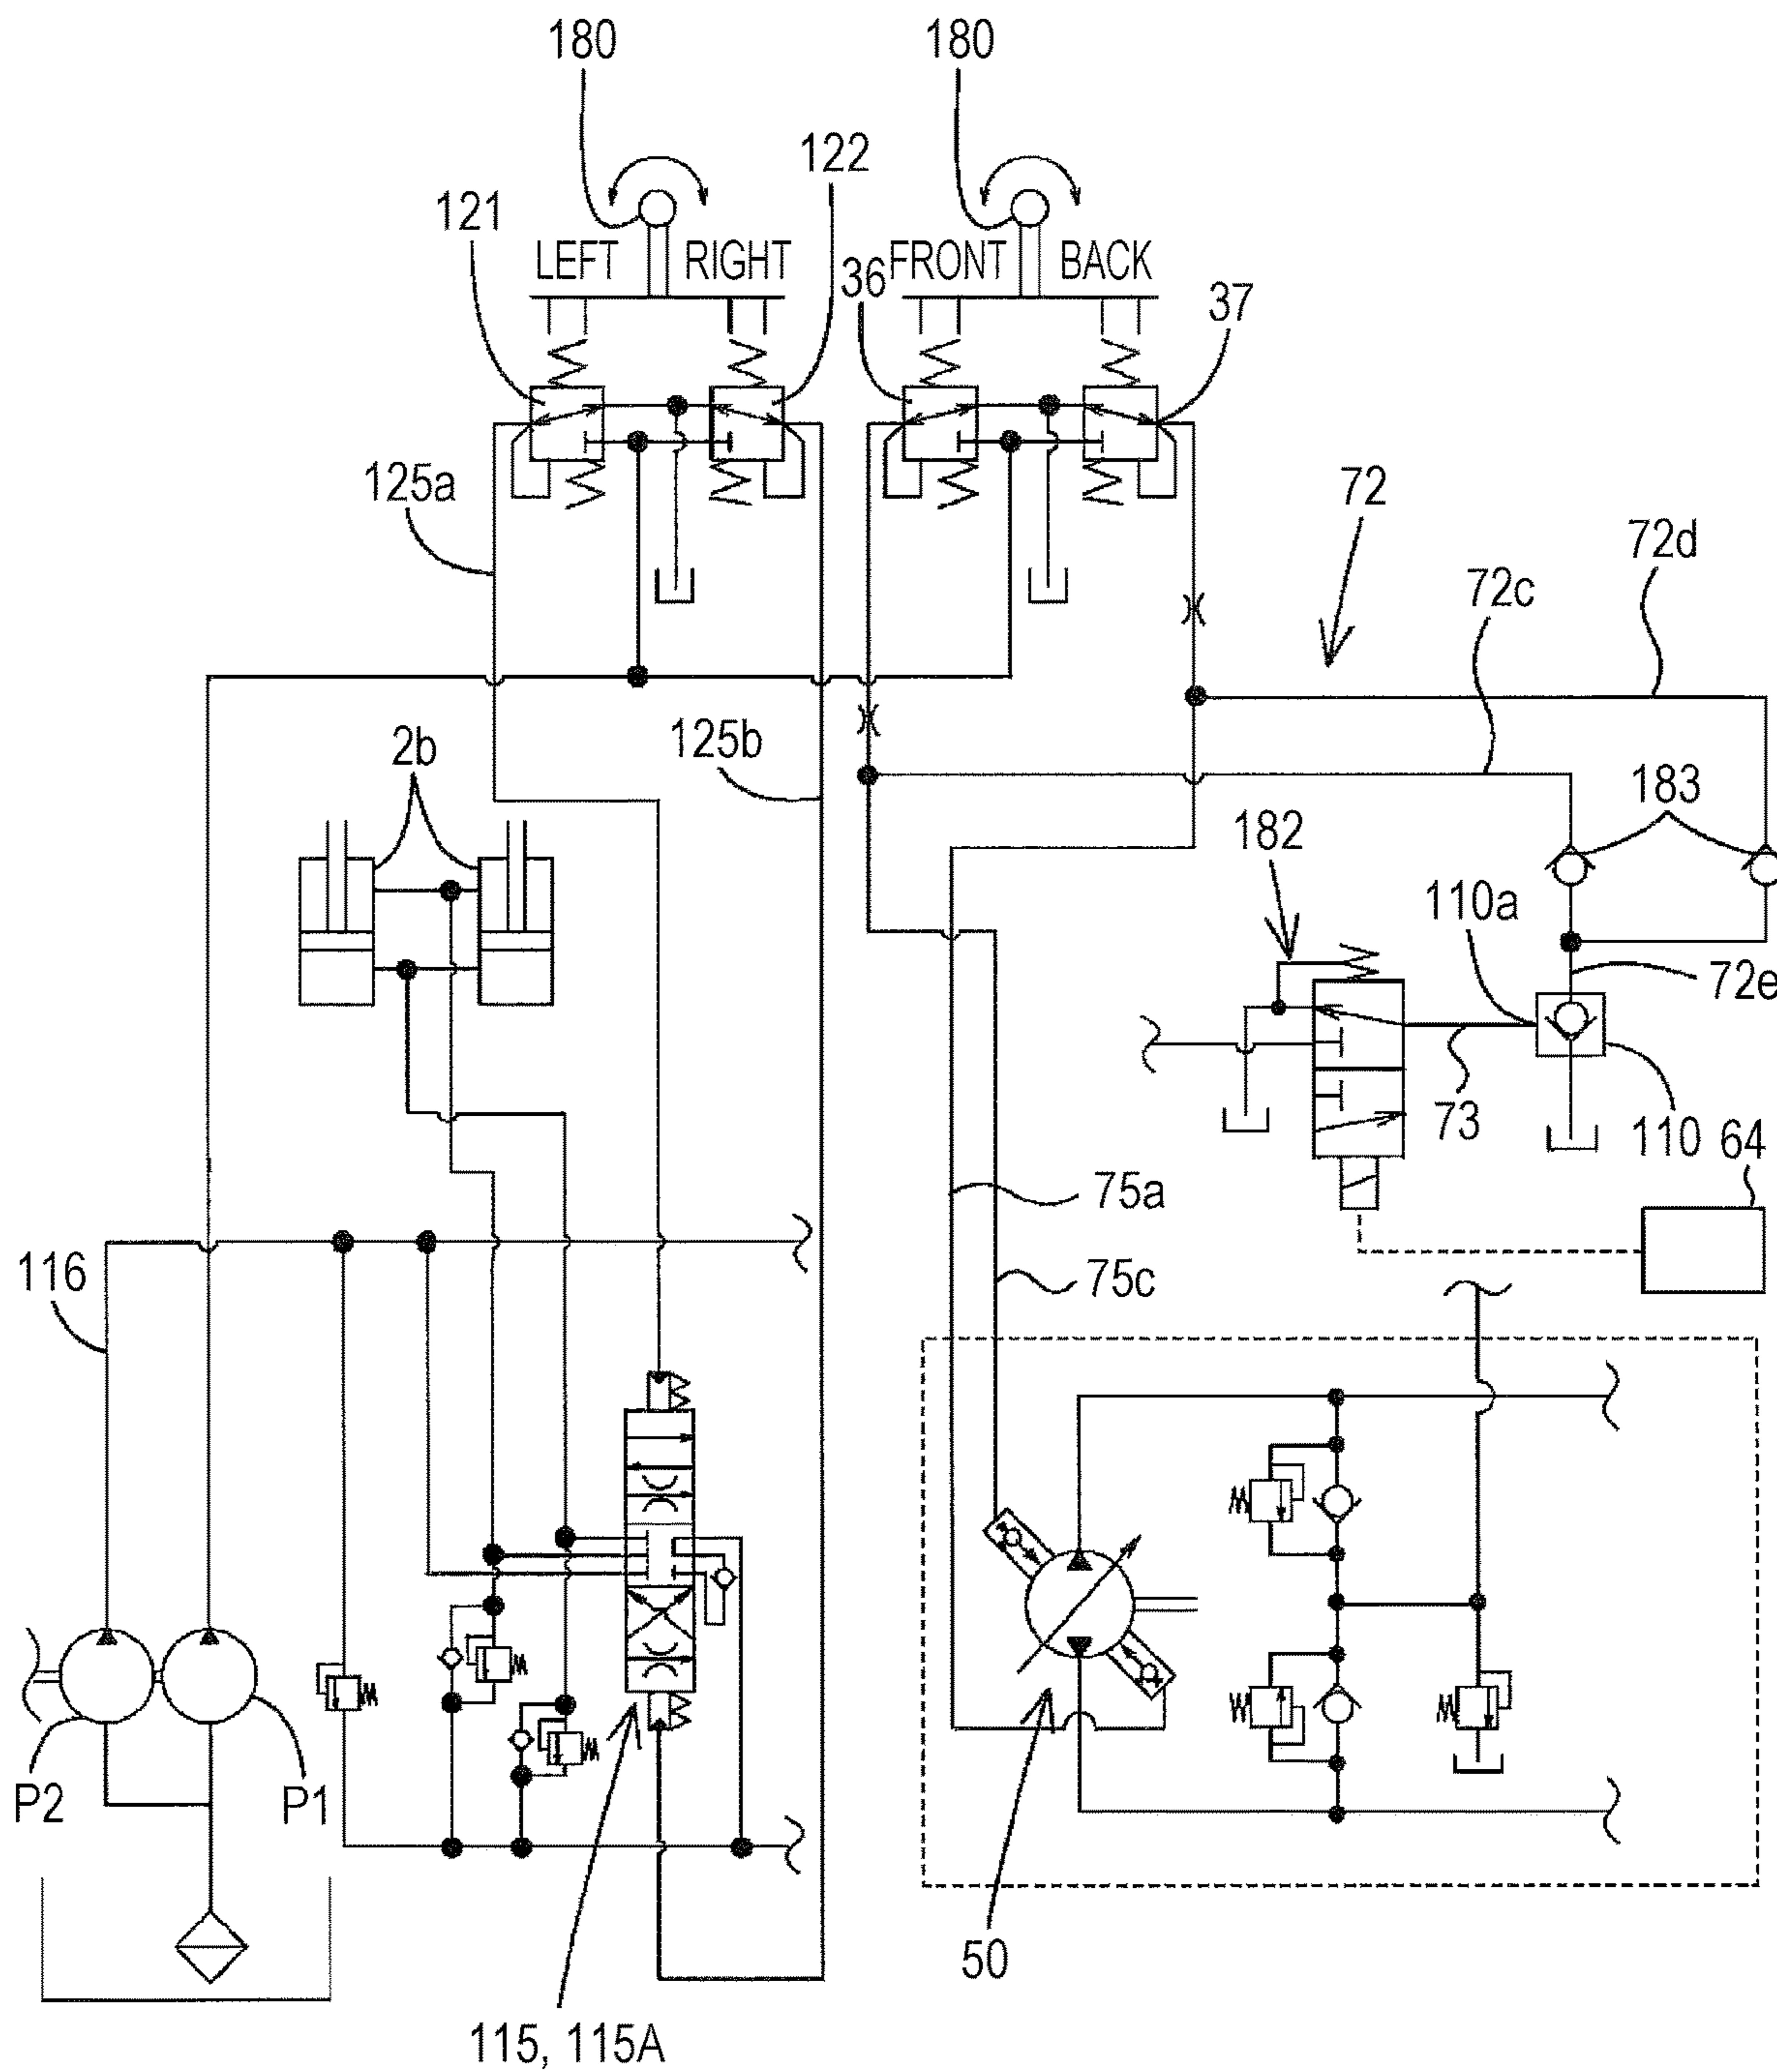 180
180
122
121
LEFT
RIGHT
36
FRONT
BACK
37
125a
72
72d
72c
2b
125b
183
182
110a
72e
73
110
64
75a
116
75c
P2
P1
50
115, 115A